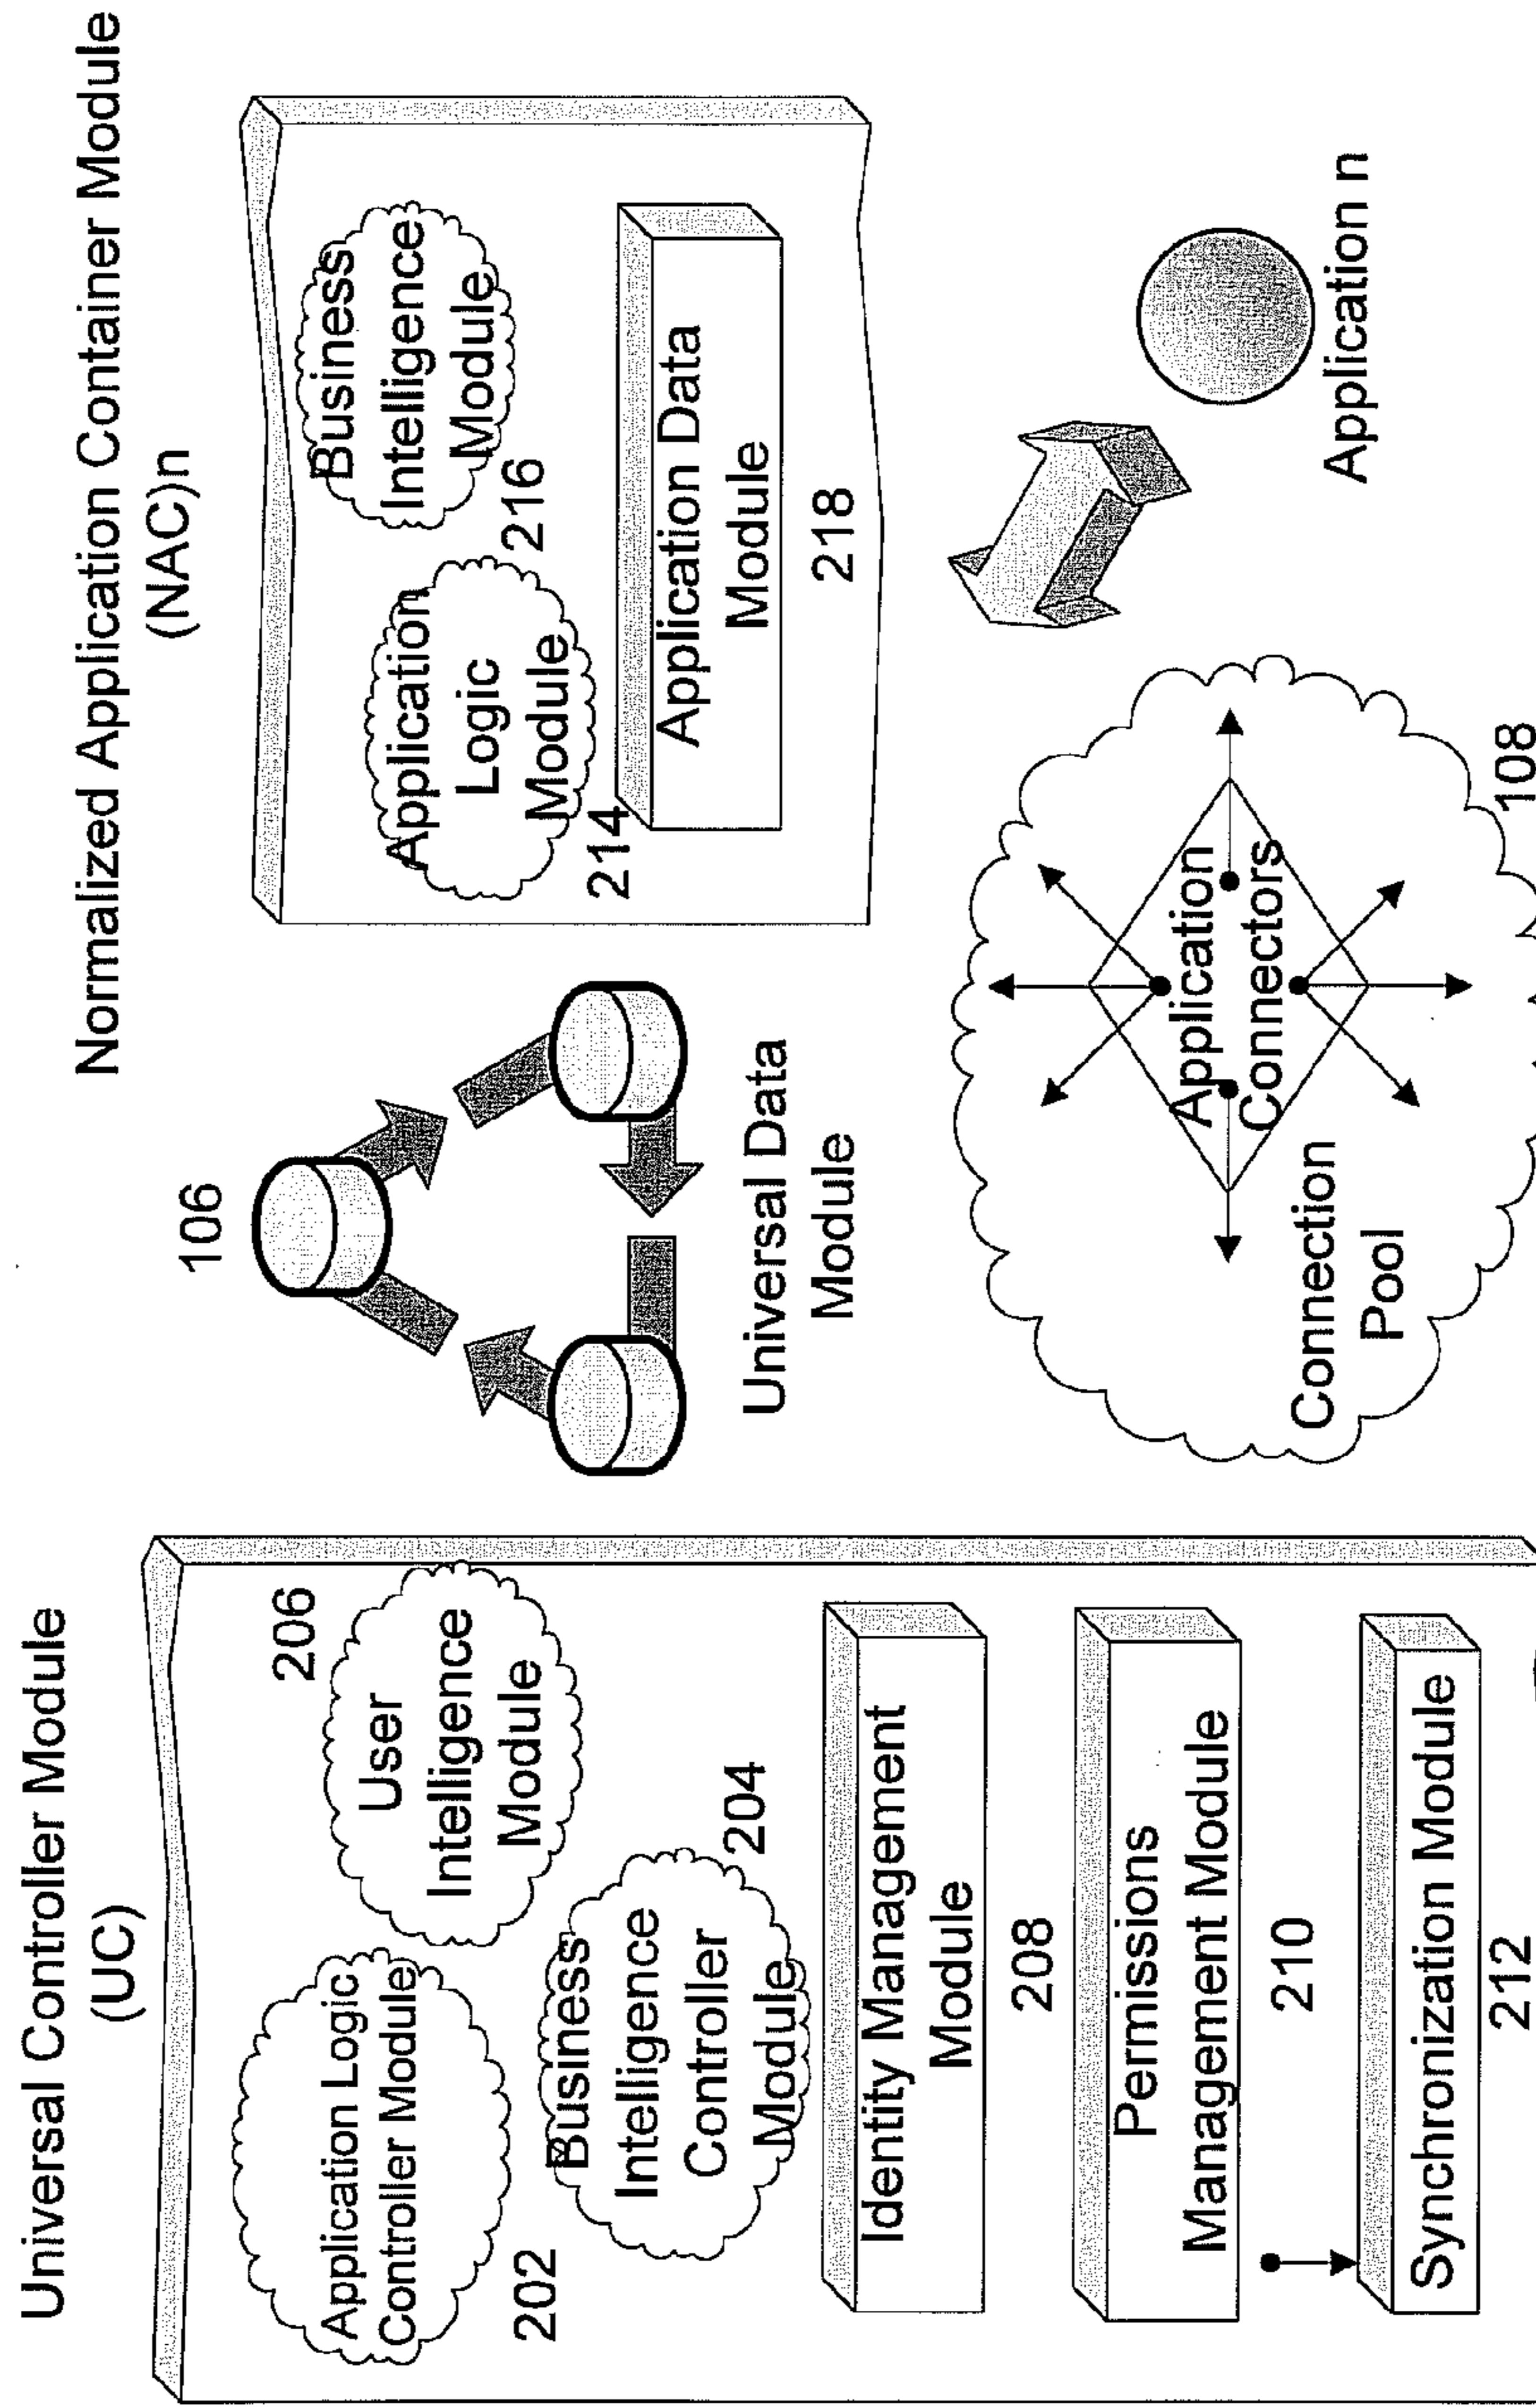 Universal Controller Module
(UC)
Application Logic
Controller Module
202
User
Intelligence
Module
206
Business
Intelligence
Controller
Module
204
Identity Management
Module
208
Permissions
Management Module
210
Synchronization Module
212
106
Universal Data
Module
Connection
Pool
Application
Connectors
108
Normalized Application Container Module
(NAC)n
Application
Logic
Module
214
Business
Intelligence
Module
216
Application Data
Module
218
Application n